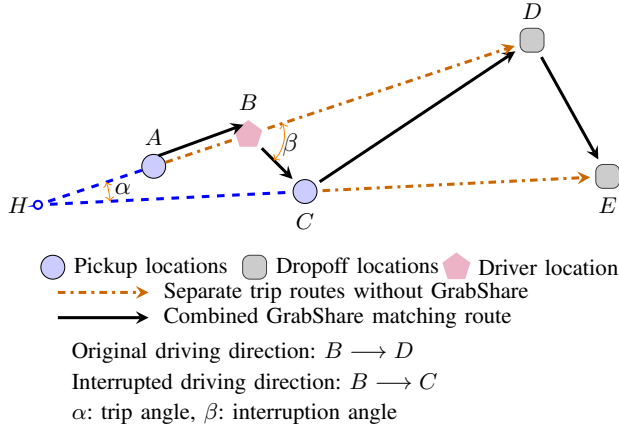 D
B
A
β
α
H
C
E
Pickup locations Dropoff locations Driver location
Separate trip routes without GrabShare
Combined GrabShare matching route
Original driving direction: B ⟶ D
Interrupted driving direction: B ⟶ C
α: trip angle, β: interruption angle